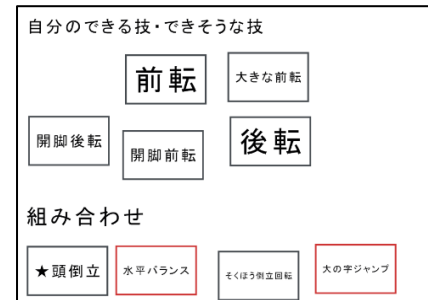 自分のできる技・できそうな技
前転
大きな前転
開脚後転
開脚前転
後転
組み合わせ
★頭倒立
水平バランス
そくほう倒立回転
大の字ジャンプ